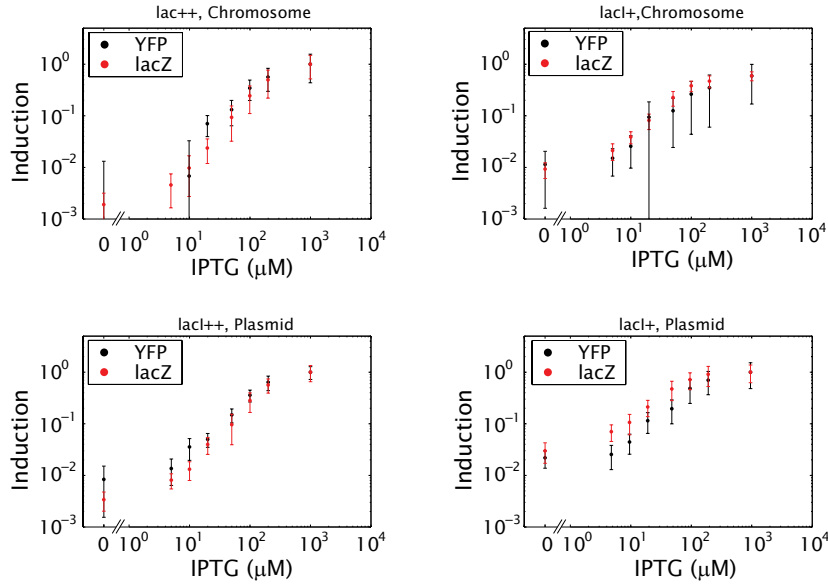 lac++, Chromosome
YFP
lacZ
Induction
10^0
10^-1
10^-2
10^-3
0 10^0 10^1 10^2 10^3 10^4
IPTG (μM)
lacI+,Chromosome
YFP
lacZ
Induction
10^0
10^-1
10^-2
10^-3
0 10^0 10^1 10^2 10^3 10^4
IPTG (μM)
lacI++, Plasmid
YFP
lacZ
Induction
10^0
10^-1
10^-2
10^-3
0 10^0 10^1 10^2 10^3 10^4
IPTG (μM)
lacI+, Plasmid
YFP
lacZ
Induction
10^0
10^-1
10^-2
10^-3
0 10^0 10^1 10^2 10^3 10^4
IPTG (μM)